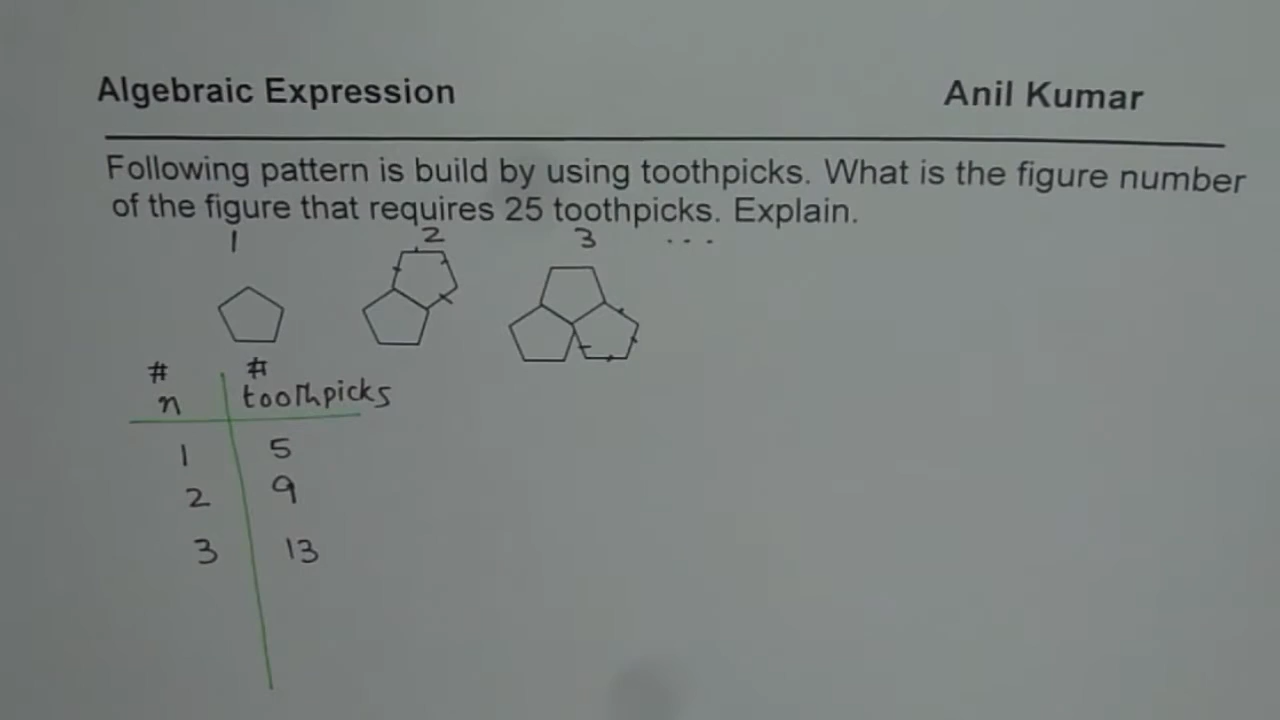 Algebraic Expression Anil Kumar
Following pattern is build by using toothpicks. What is the figure number
of the figure that requires 25 toothpicks. Explain.
1 2 3 ...
# #
n toothpicks
1 5
2 9
3 13